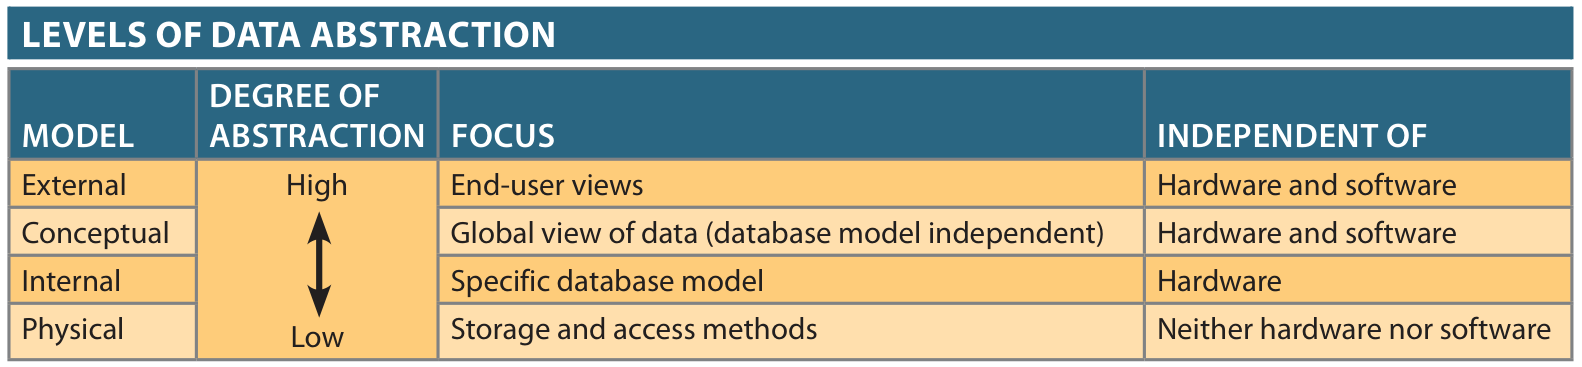 LEVELS OF DATA ABSTRACTION
MODEL DEGREE OF ABSTRACTION FOCUS INDEPENDENT OF
External High End-user views Hardware and software
Conceptual Global view of data (database model independent) Hardware and software
Internal Specific database model Hardware
Physical Low Storage and access methods Neither hardware nor software